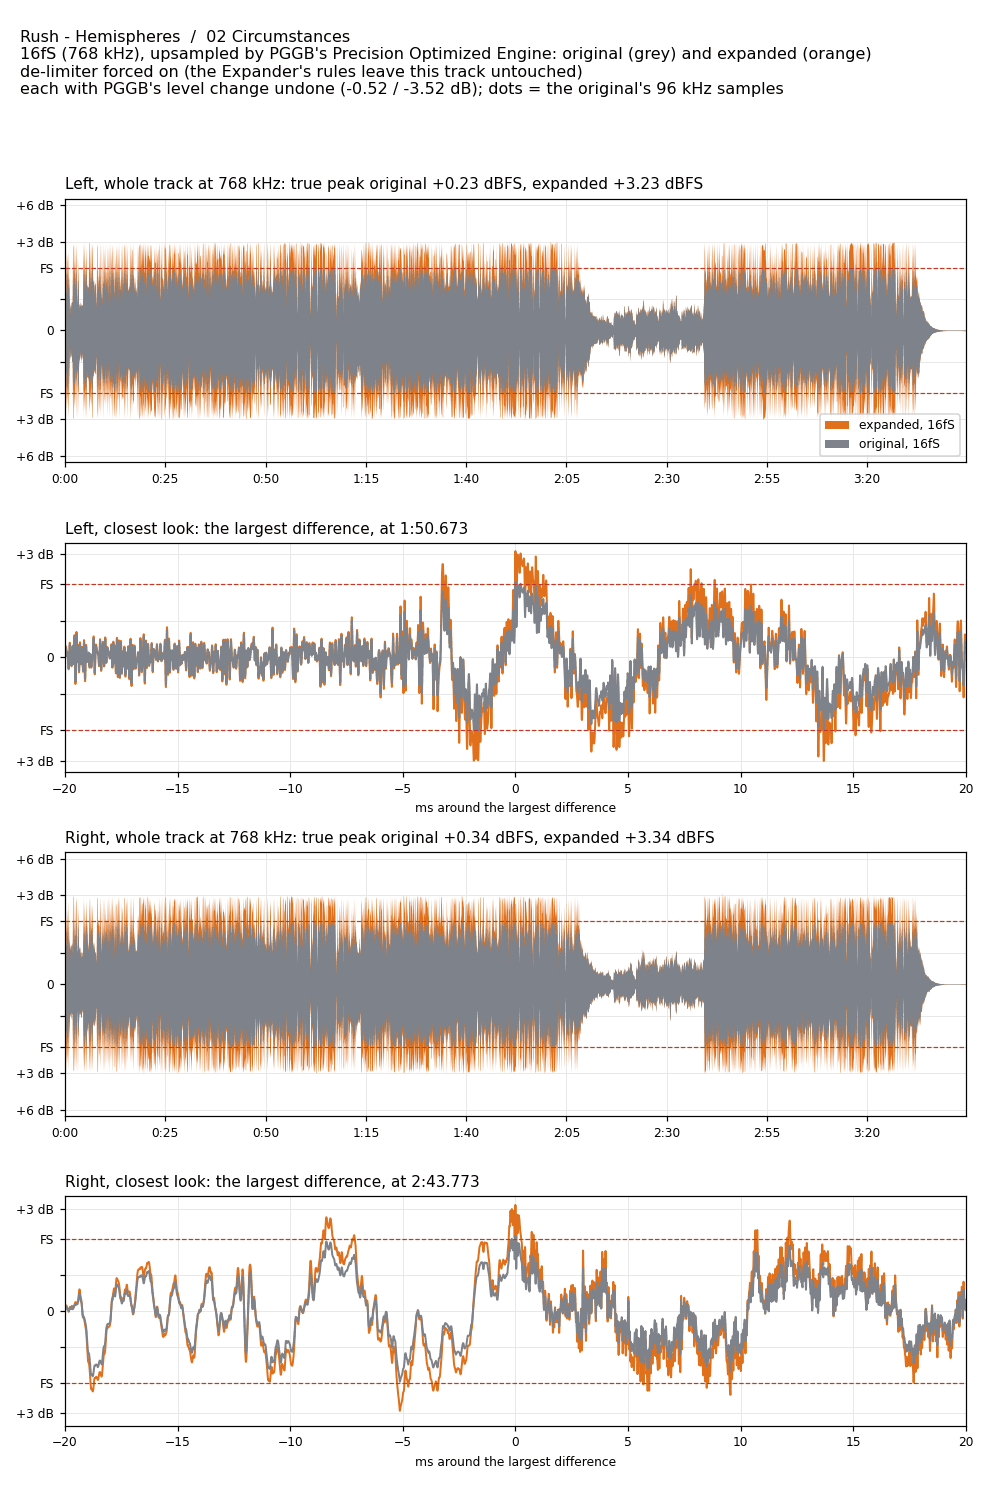 Rush - Hemispheres  /  02 Circumstances
16fS (768 kHz), upsampled by PGGB's Precision Optimized Engine: original (grey) and expanded (orange)
de-limiter forced on (the Expander's rules leave this track untouched)
each with PGGB's level change undone (-0.52 / -3.52 dB); dots = the original's 96 kHz samples
Left, whole track at 768 kHz: true peak original +0.23 dBFS, expanded +3.23 dBFS
+6 dB
+3 dB
FS
0
FS
+3 dB
+6 dB
expanded, 16fS
original, 16fS
0:00 0:25 0:50 1:15 1:40 2:05 2:30 2:55 3:20
Left, closest look: the largest difference, at 1:50.673
+3 dB
FS
0
FS
+3 dB
−20 −15 −10 −5 0 5 10 15 20
ms around the largest difference
Right, whole track at 768 kHz: true peak original +0.34 dBFS, expanded +3.34 dBFS
+6 dB
+3 dB
FS
0
FS
+3 dB
+6 dB
0:00 0:25 0:50 1:15 1:40 2:05 2:30 2:55 3:20
Right, closest look: the largest difference, at 2:43.773
+3 dB
FS
0
FS
+3 dB
−20 −15 −10 −5 0 5 10 15 20
ms around the largest difference